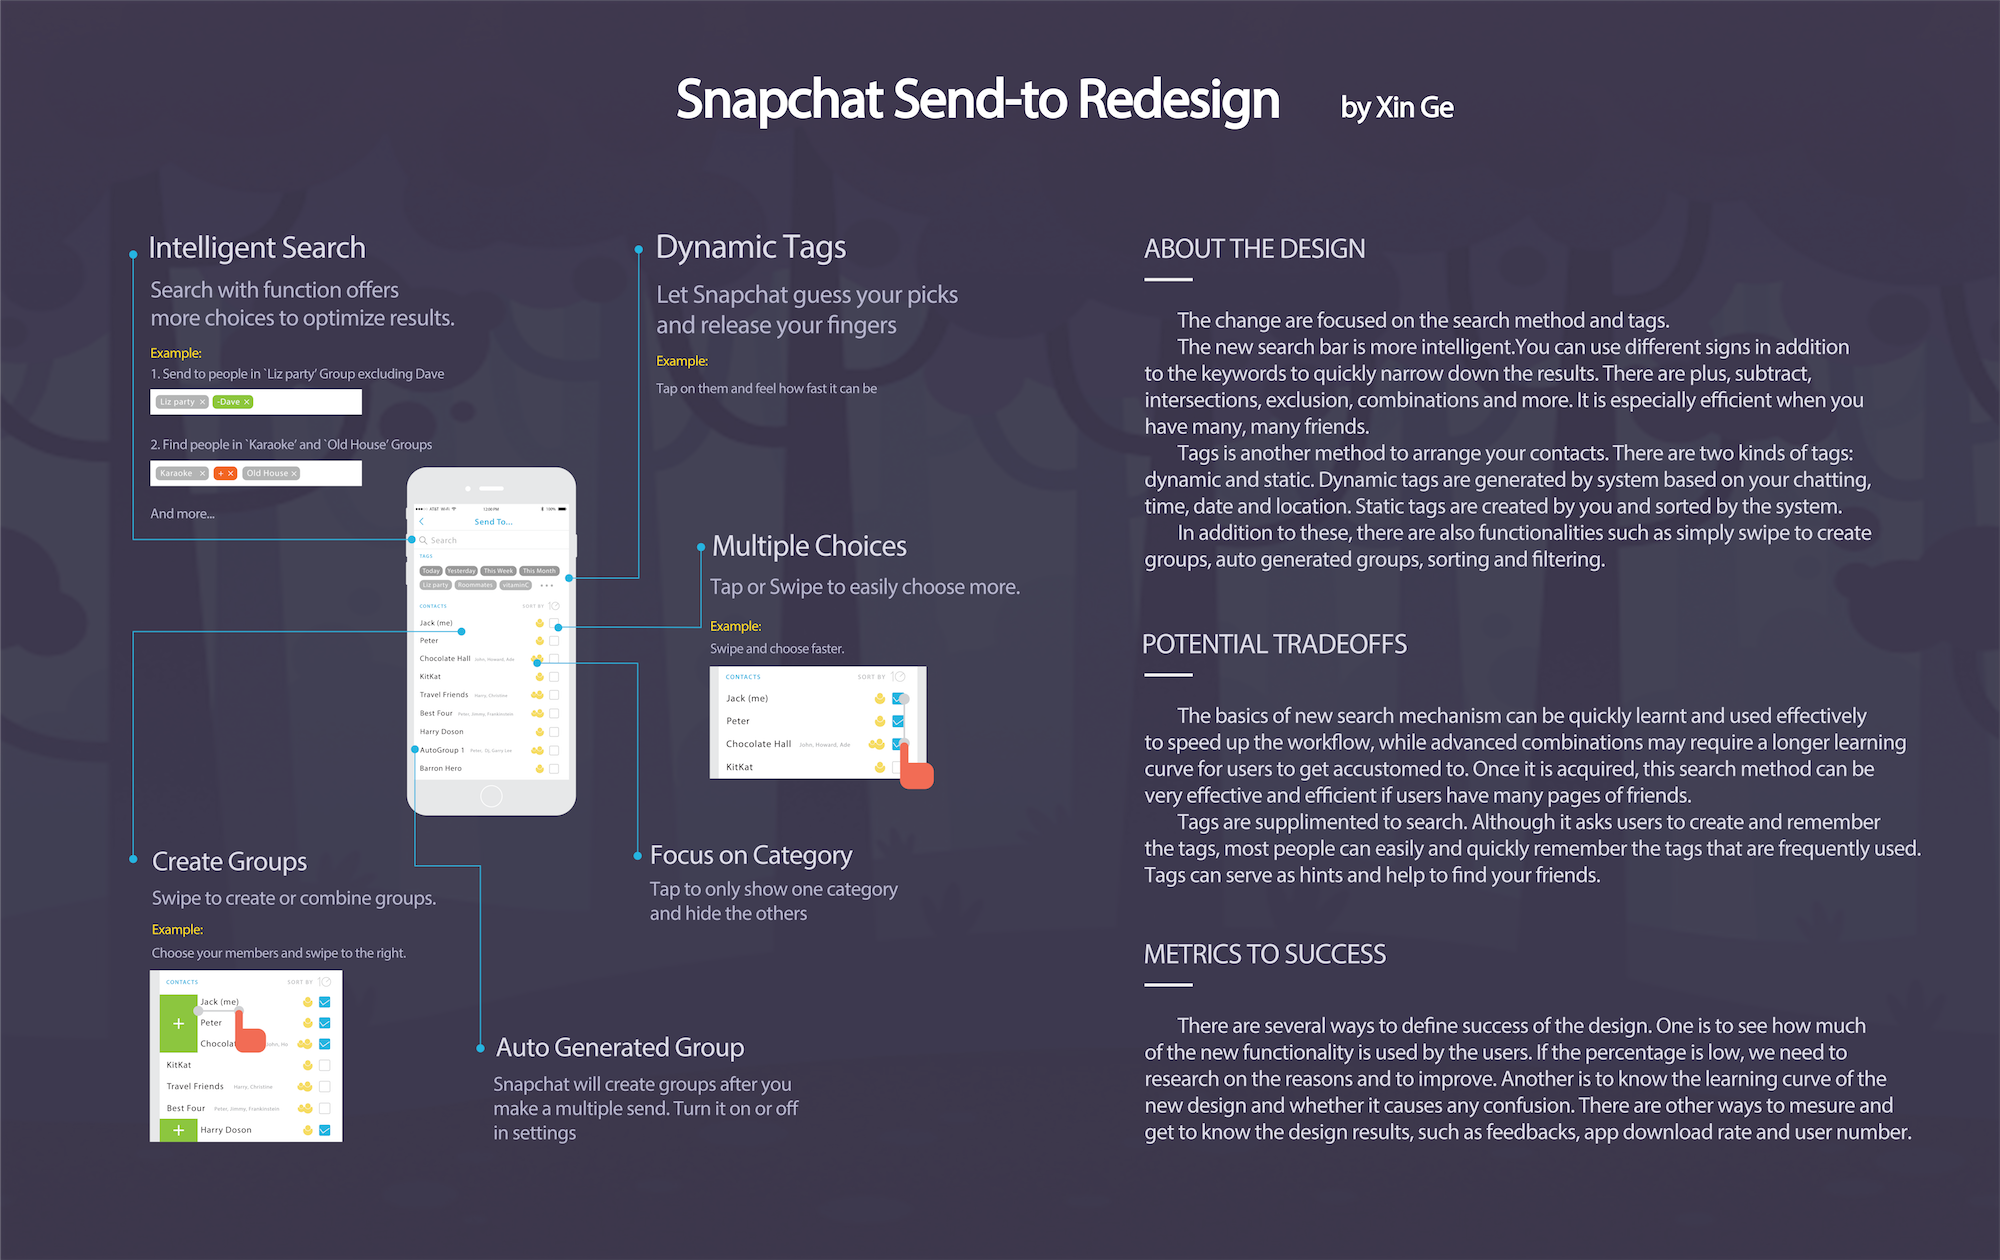 Snapchat Send-to Redesign by Xin Ge
Intelligent Search
Search with function offers
more choices to optimize results.
Example:
1. Send to people in `Liz party' Group excluding Dave
Liz party × -Dave ×
2. Find people in `Karaoke' and `Old House' Groups
Karaoke × + × Old House ×
And more...
Dynamic Tags
Let Snapchat guess your picks
and release your fingers
Example:
Tap on them and feel how fast it can be
AT&T Wi-Fi 12:00 PM 100%
Send To...
Search
TAGS
Today Yesterday This Week This Month
Liz party Roommates vitaminC
CONTACTS SORT BY
Jack (me)
Peter
Chocolate Hall John, Howard, Ade
KitKat
Travel Friends Harry, Christine
Best Four Peter, Jimmy, Frankinstein
Harry Doson
AutoGroup 1 Peter, DJ, Garry Lee
Barron Hero
Multiple Choices
Tap or Swipe to easily choose more.
Example:
Swipe and choose faster.
CONTACTS SORT BY
Jack (me)
Peter
Chocolate Hall John, Howard, Ade
KitKat
Create Groups
Swipe to create or combine groups.
Example:
Choose your members and swipe to the right.
CONTACTS SORT BY
Jack (me)
+ Peter
Chocolat John, Ho
KitKat
Travel Friends Harry, Christine
Best Four Peter, Jimmy, Frankinstein
+ Harry Doson
Focus on Category
Tap to only show one category
and hide the others
Auto Generated Group
Snapchat will create groups after you
make a multiple send. Turn it on or off
in settings
ABOUT THE DESIGN
The change are focused on the search method and tags.
The new search bar is more intelligent.You can use different signs in addition
to the keywords to quickly narrow down the results. There are plus, subtract,
intersections, exclusion, combinations and more. It is especially efficient when you
have many, many friends.
Tags is another method to arrange your contacts. There are two kinds of tags:
dynamic and static. Dynamic tags are generated by system based on your chatting,
time, date and location. Static tags are created by you and sorted by the system.
In addition to these, there are also functionalities such as simply swipe to create
groups, auto generated groups, sorting and filtering.
POTENTIAL TRADEOFFS
The basics of new search mechanism can be quickly learnt and used effectively
to speed up the workflow, while advanced combinations may require a longer learning
curve for users to get accustomed to. Once it is acquired, this search method can be
very effective and efficient if users have many pages of friends.
Tags are supplimented to search. Although it asks users to create and remember
the tags, most people can easily and quickly remember the tags that are frequently used.
Tags can serve as hints and help to find your friends.
METRICS TO SUCCESS
There are several ways to define success of the design. One is to see how much
of the new functionality is used by the users. If the percentage is low, we need to
research on the reasons and to improve. Another is to know the learning curve of the
new design and whether it causes any confusion. There are other ways to mesure and
get to know the design results, such as feedbacks, app download rate and user number.